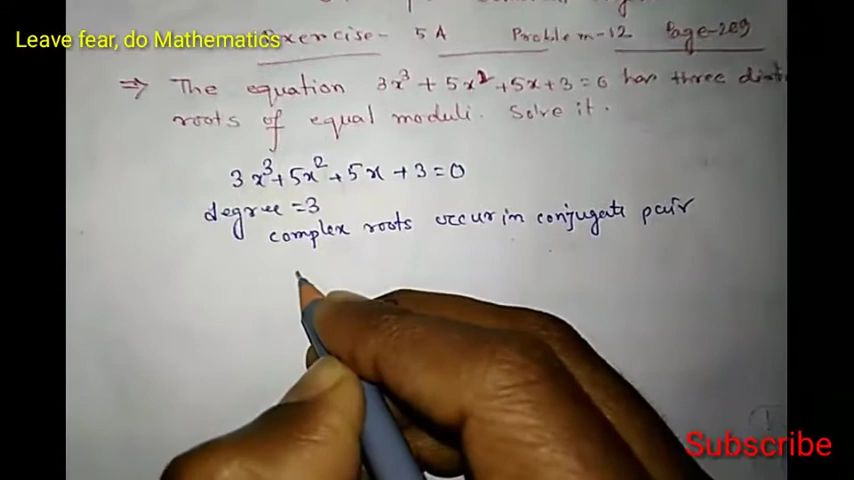 Leave fear, do Mathematics
Exercise- 5A Problem-12 Page-209
⇒ The equation 3x³ + 5x² + 5x + 3 = 0 has three
roots of equal moduli. Solve it.
3x³ + 5x² + 5x + 3 = 0
degree = 3
complex roots occur in conjugate pair
Subscribe